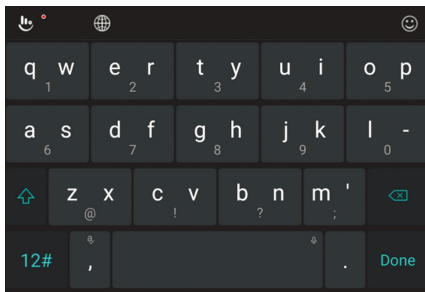 q w e r t y u i o p
1 2 3 4 5
a s d f g h j k l -
6 7 8 9 0
z x c v b n m '
@ ! ? ;
12# , . Done